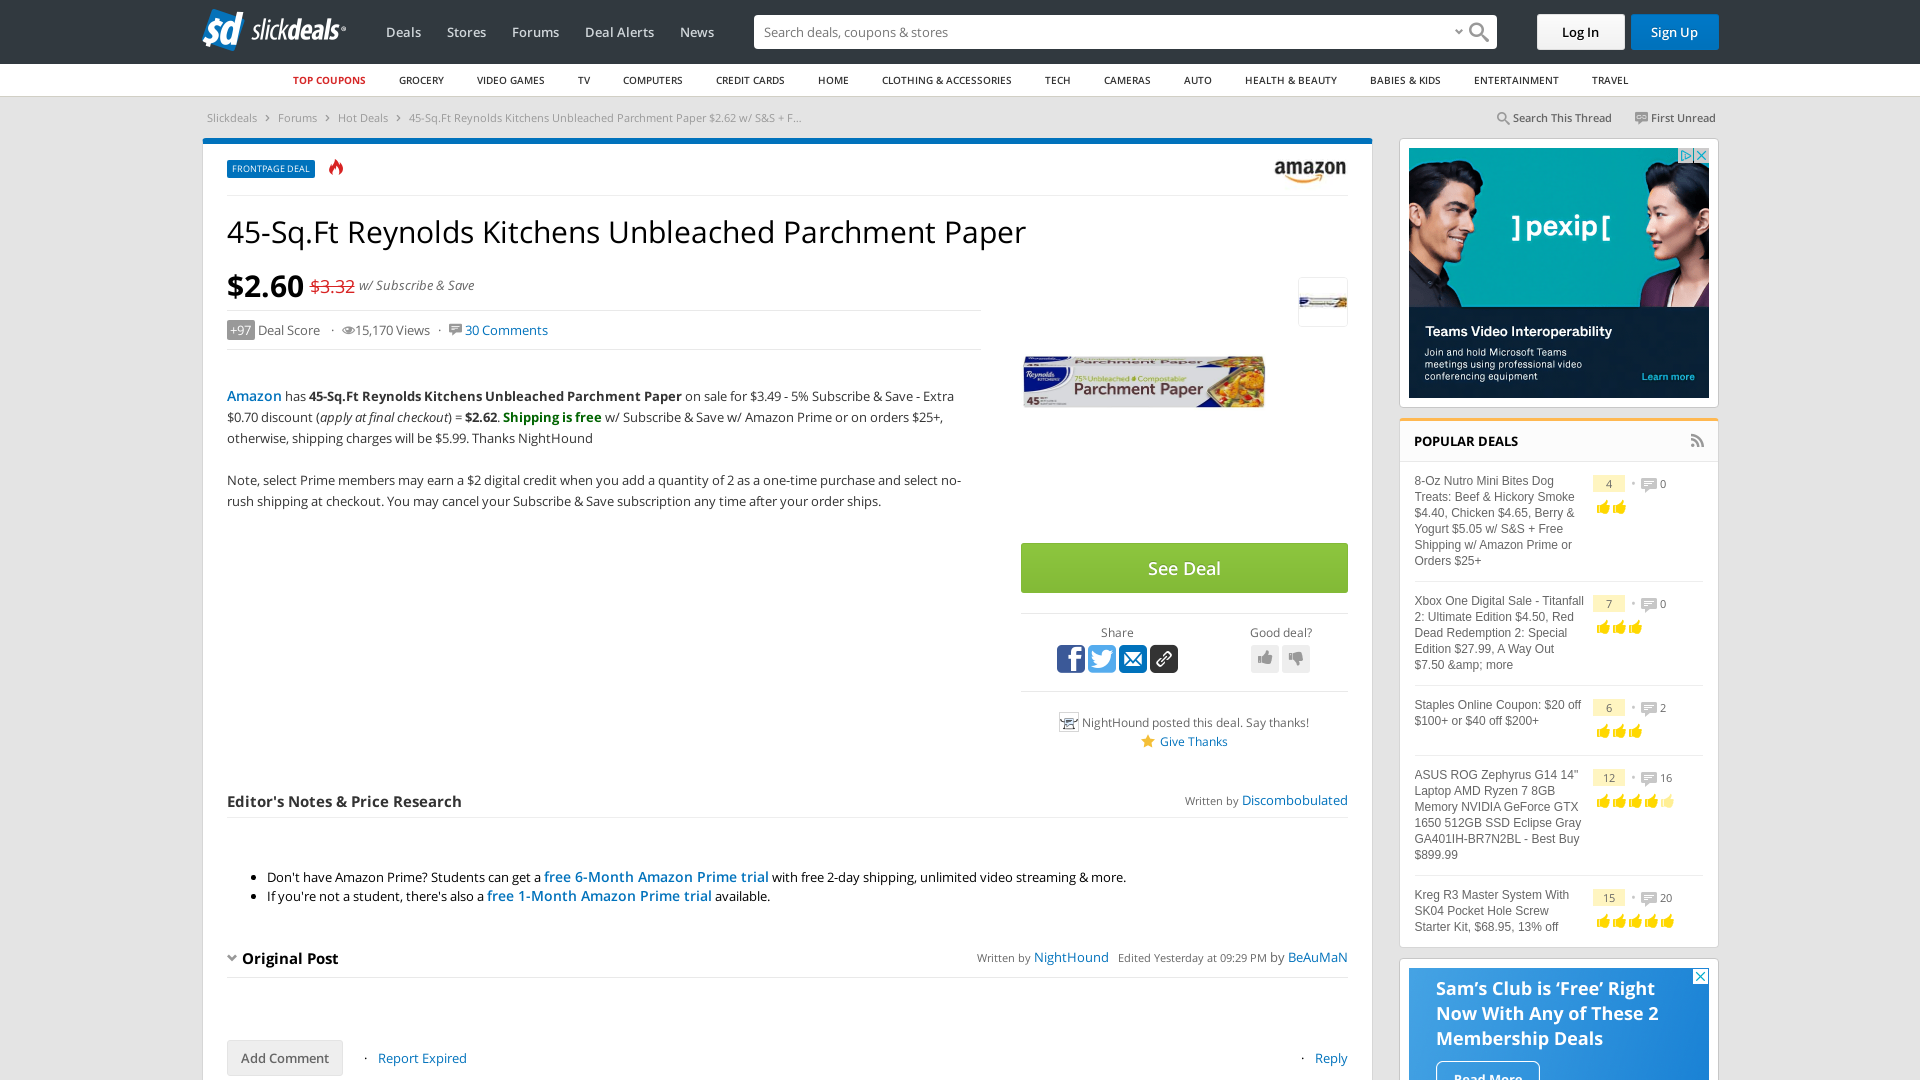 sd slickdeals
Deals
Stores
Forums
Deal Alerts
News
Search deals, coupons & stores
Log In
Sign Up
TOP COUPONS
GROCERY
VIDEO GAMES
TV
COMPUTERS
CREDIT CARDS
HOME
CLOTHING & ACCESSORIES
TECH
CAMERAS
AUTO
HEALTH & BEAUTY
BABIES & KIDS
ENTERTAINMENT
TRAVEL
Slickdeals > Forums > Hot Deals > 45-Sq.Ft Reynolds Kitchens Unbleached Parchment Paper $2.62 w/ S&S + F...
Search This Thread
First Unread
FRONTPAGE DEAL
amazon
45-Sq.Ft Reynolds Kitchens Unbleached Parchment Paper
$2.60 $3.32 w/ Subscribe & Save
+97 Deal Score · 15,170 Views · 30 Comments
Amazon has 45-Sq.Ft Reynolds Kitchens Unbleached Parchment Paper on sale for $3.49 - 5% Subscribe & Save - Extra
$0.70 discount (apply at final checkout) = $2.62. Shipping is free w/ Subscribe & Save w/ Amazon Prime or on orders $25+,
otherwise, shipping charges will be $5.99. Thanks NightHound
Note, select Prime members may earn a $2 digital credit when you add a quantity of 2 as a one-time purchase and select no-
rush shipping at checkout. You may cancel your Subscribe & Save subscription any time after your order ships.
Parchment Paper
Reynolds
KITCHENS
75% Unbleached Compostable
Parchment Paper
45
See Deal
Share
Good deal?
NightHound posted this deal. Say thanks!
Give Thanks
Editor's Notes & Price Research
Written by Discombobulated
• Don't have Amazon Prime? Students can get a free 6-Month Amazon Prime trial with free 2-day shipping, unlimited video streaming & more.
• If you're not a student, there's also a free 1-Month Amazon Prime trial available.
Original Post
Written by NightHound Edited Yesterday at 09:29 PM by BeAuMaN
Add Comment
· Report Expired
· Reply
]pexip[
Teams Video Interoperability
Join and hold Microsoft Teams
meetings using professional video
conferencing equipment
Learn more
POPULAR DEALS
8-Oz Nutro Mini Bites Dog
Treats: Beef & Hickory Smoke
$4.40, Chicken $4.65, Berry &
Yogurt $5.05 w/ S&S + Free
Shipping w/ Amazon Prime or
Orders $25+
4 • 0
Xbox One Digital Sale - Titanfall
2: Ultimate Edition $4.50, Red
Dead Redemption 2: Special
Edition $27.99, A Way Out
$7.50 &amp; more
7 • 0
Staples Online Coupon: $20 off
$100+ or $40 off $200+
6 • 2
ASUS ROG Zephyrus G14 14"
Laptop AMD Ryzen 7 8GB
Memory NVIDIA GeForce GTX
1650 512GB SSD Eclipse Gray
GA401IH-BR7N2BL - Best Buy
$899.99
12 • 16
Kreg R3 Master System With
SK04 Pocket Hole Screw
Starter Kit, $68.95, 13% off
15 • 20
Sam's Club is 'Free' Right
Now With Any of These 2
Membership Deals
Read More